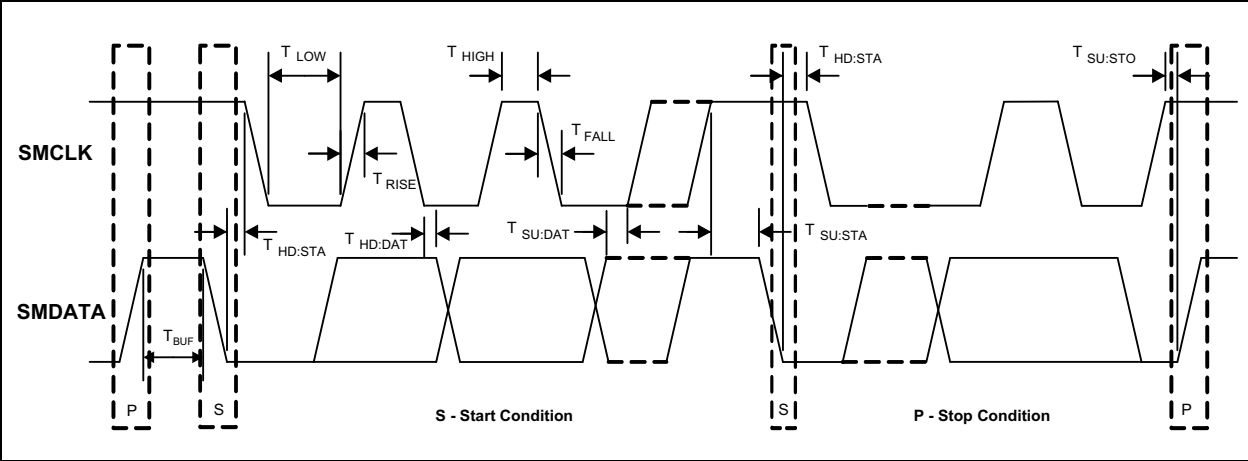 T LOW
T HIGH
T HD:STA
T SU:STO
SMCLK
T FALL
T RISE
T HD:STA
T HD:DAT
T SU:DAT
T SU:STA
SMDATA
T BUF
P
S
S - Start Condition
S
P - Stop Condition
P